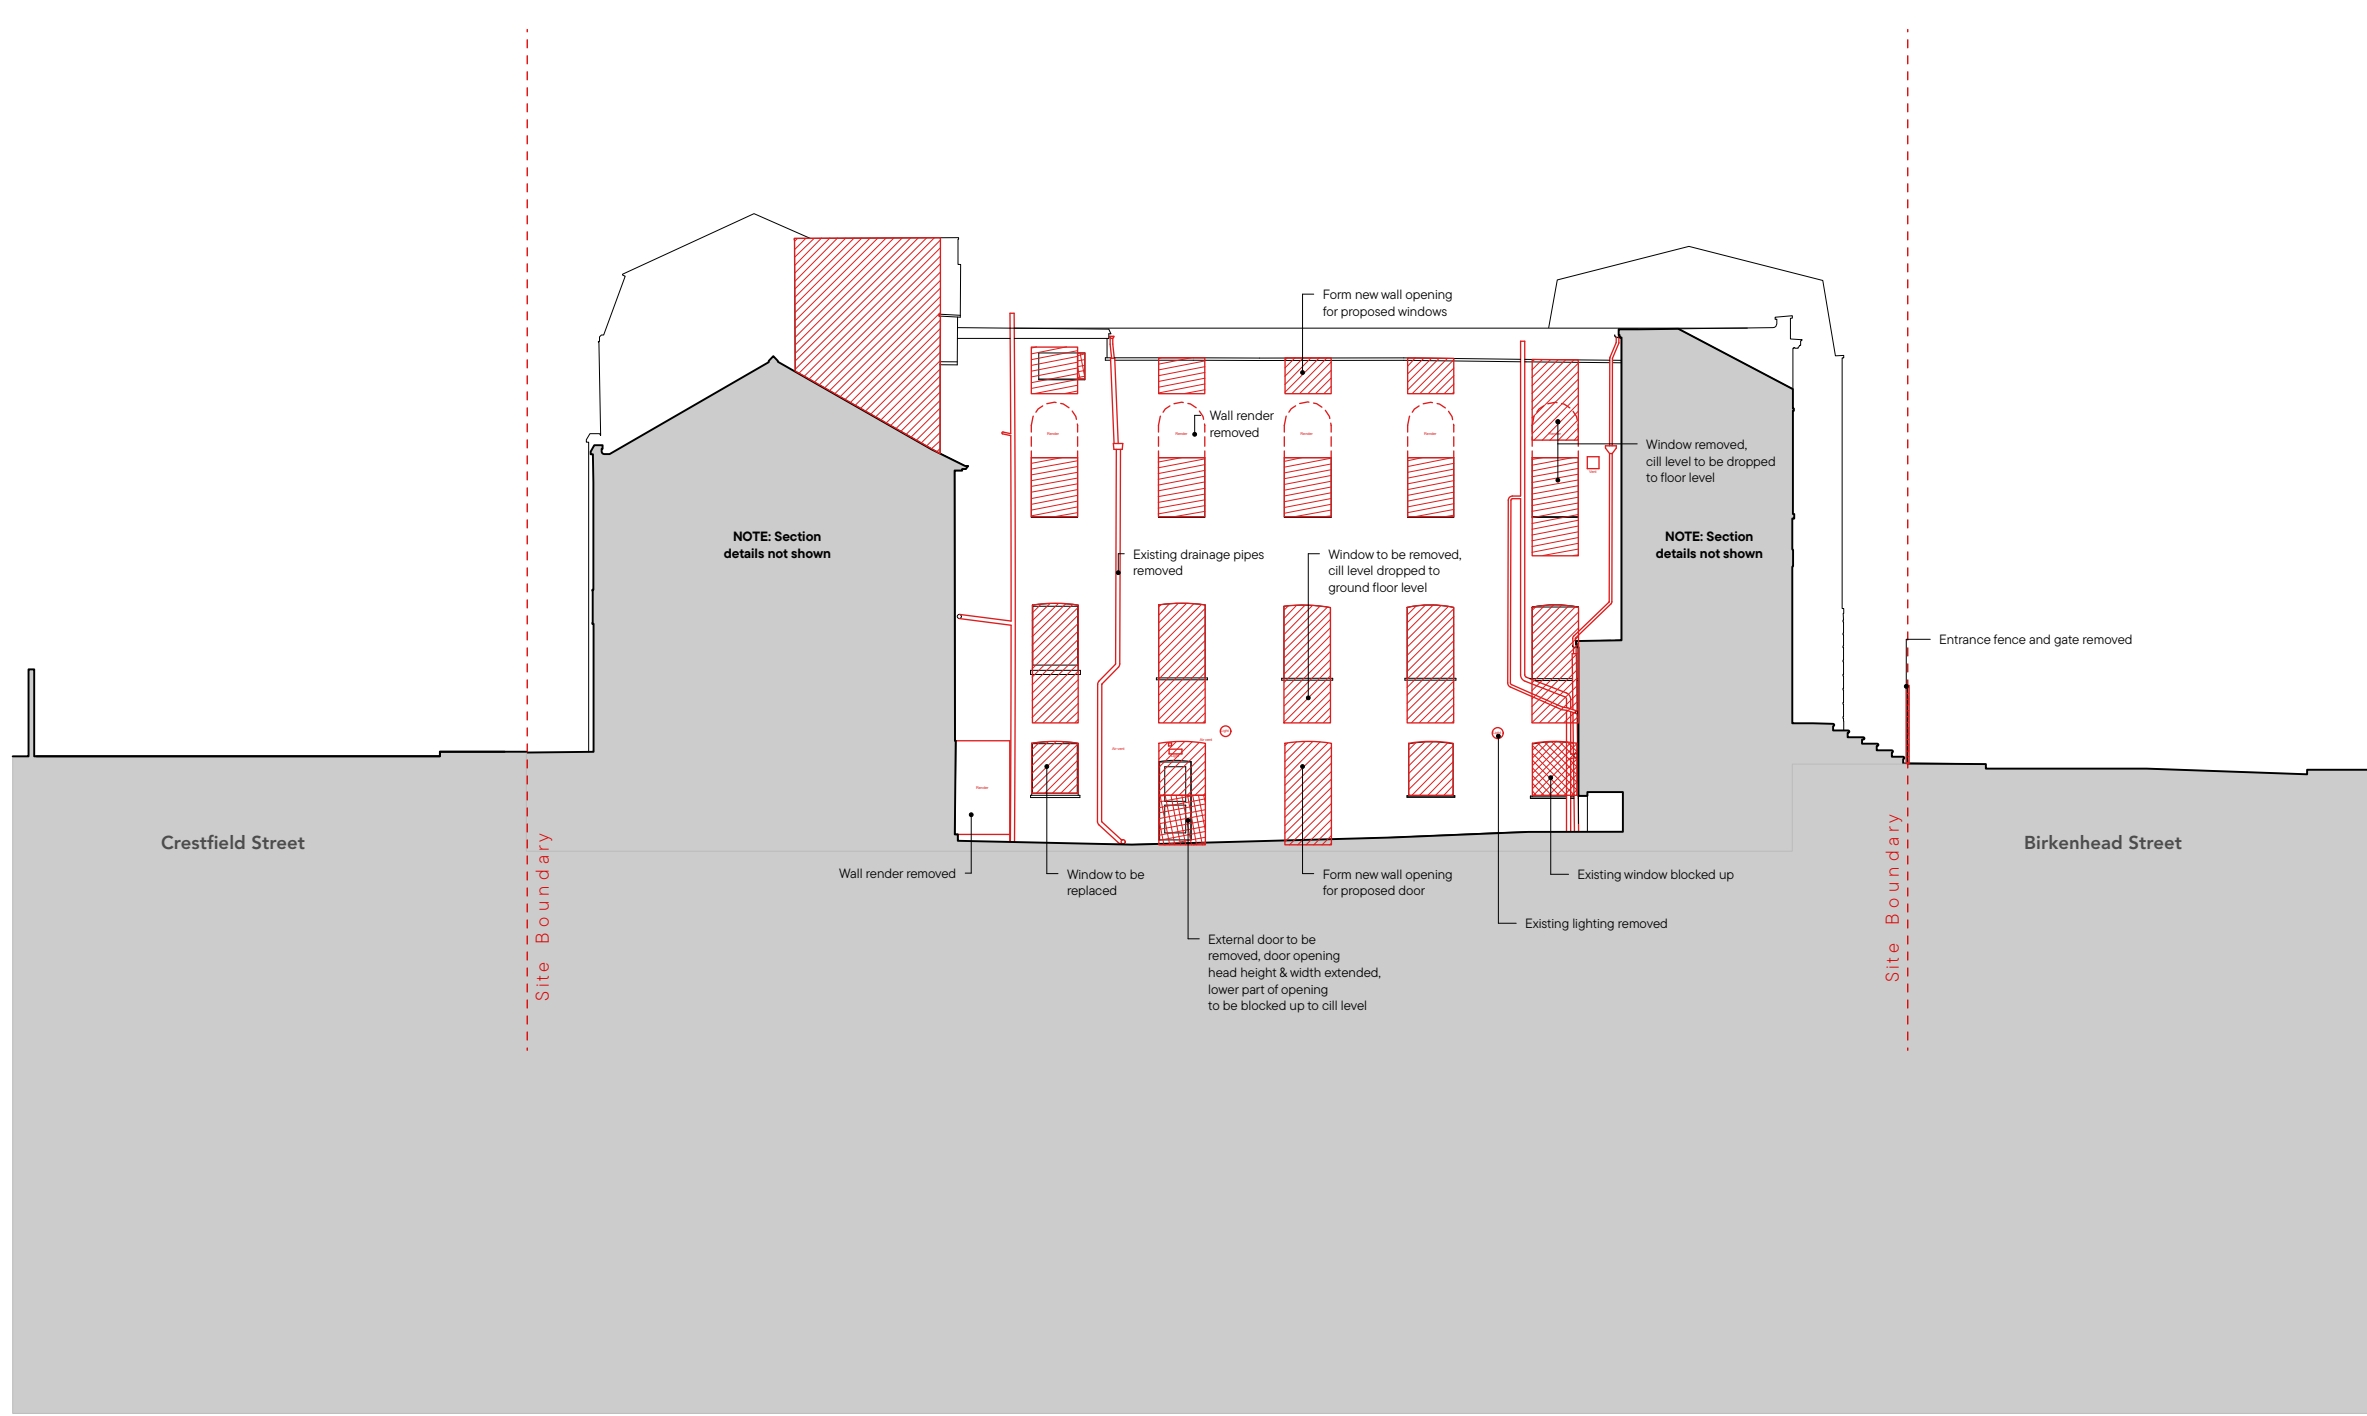 Form new wall opening
for proposed windows
Wall render
removed
Render
Render
Render
Render
Window removed,
cill level to be dropped
to floor level
NOTE: Section
details not shown
NOTE: Section
details not shown
Existing drainage pipes
removed
Window to be removed,
cill level dropped to
ground floor level
Entrance fence and gate removed
Render
Crestfield Street
Birkenhead Street
Site Boundary
Site Boundary
Wall render removed
Window to be
replaced
Form new wall opening
for proposed door
Existing window blocked up
Existing lighting removed
External door to be
removed, door opening
head height & width extended,
lower part of opening
to be blocked up to cill level